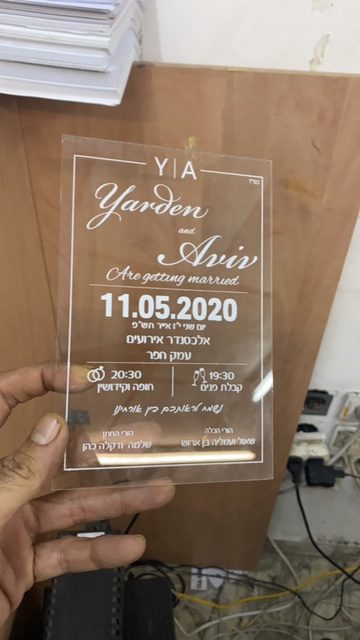 Y|A
בס"ד
Yarden
and
Aviv
Are getting married
11.05.2020
יום שני י"ז אייר תש"פ
אלכסנדר אירועים
עמק חפר
19:30 קבלת פנים
20:30 חופה וקידושין
נשמח לראותכם בין אורחינו
הורי הכלה
שאול ועמליה בן ארוש
הורי החתן
שלמה ודקלה כהן